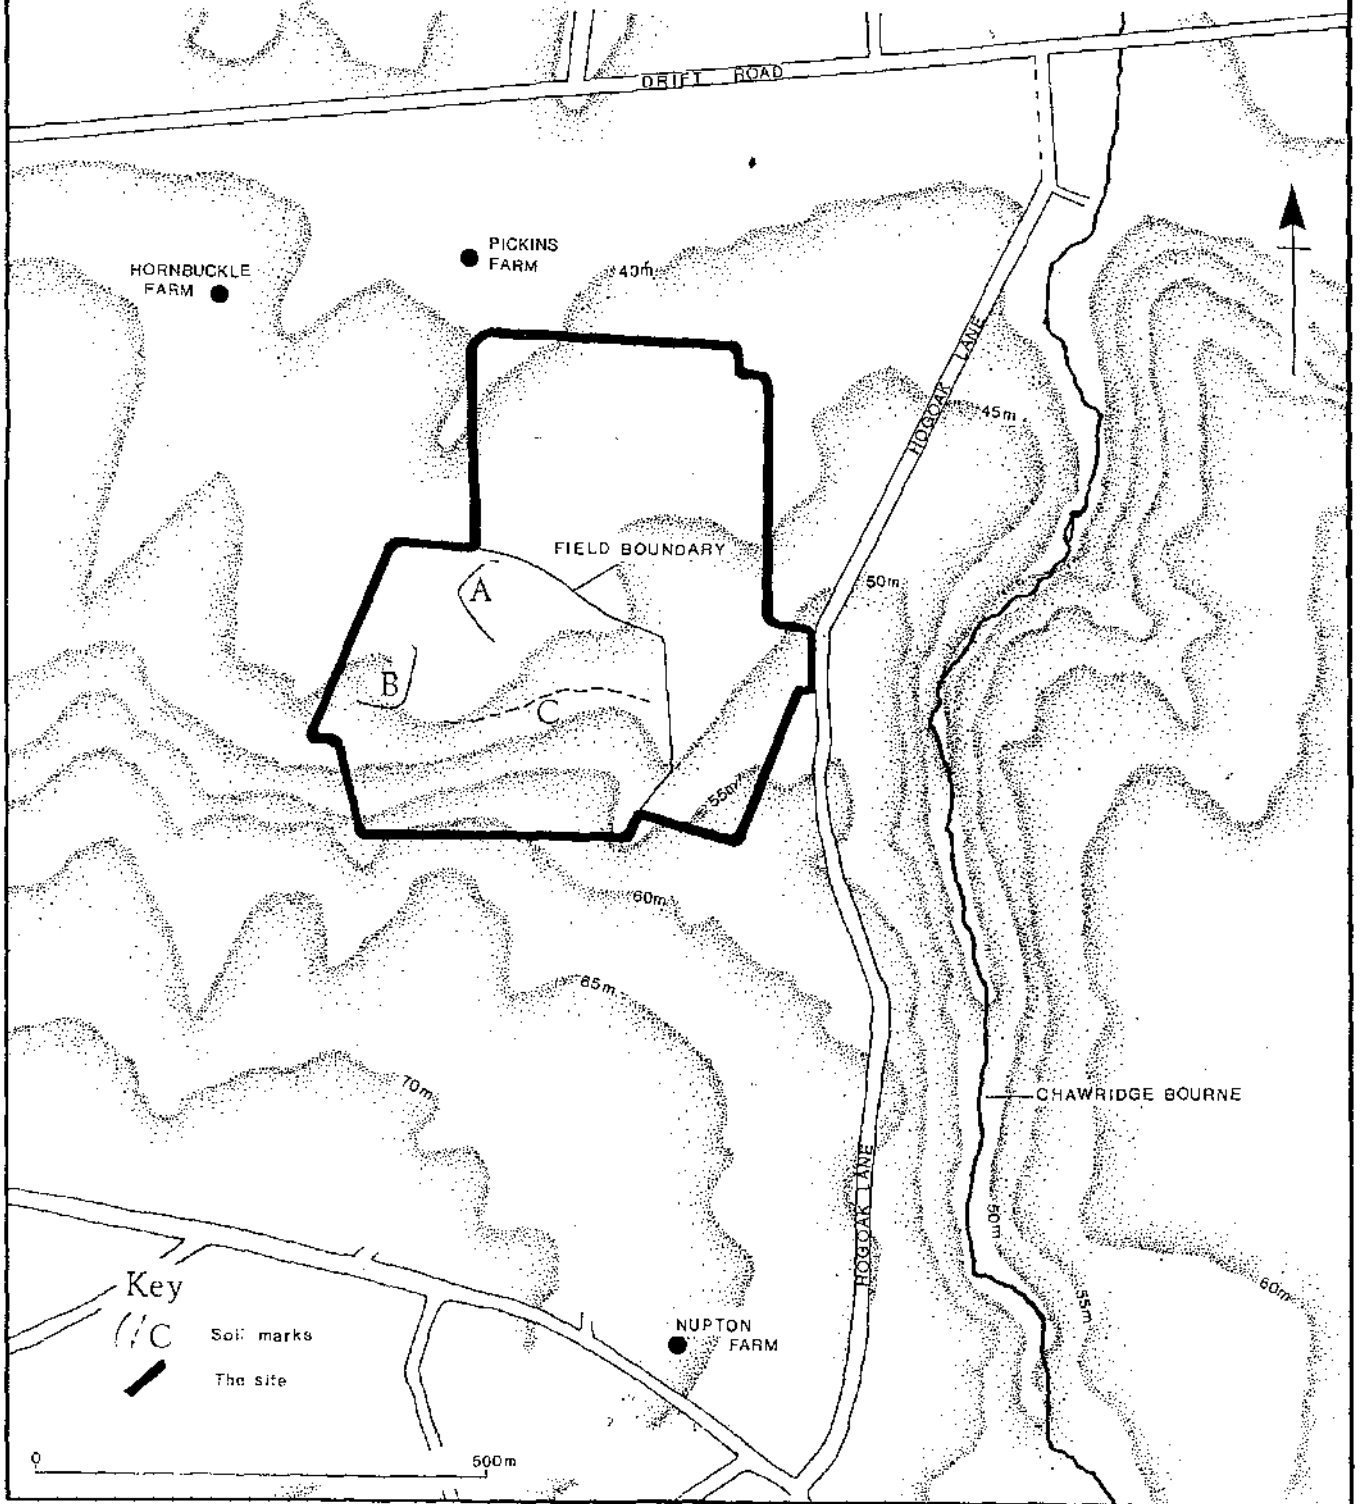 DRIFT ROAD
PICKINS
FARM
HORNBUCKLE
FARM
40m
HOGOAK LANE
45m
FIELD BOUNDARY
50m
A
B
C
55m
60m
65m
70m
CHAWRIDGE BOURNE
HOGOAK LANE
50m
55m
60m
Key
C Soil marks
The site
NUPTON
FARM
0 500m